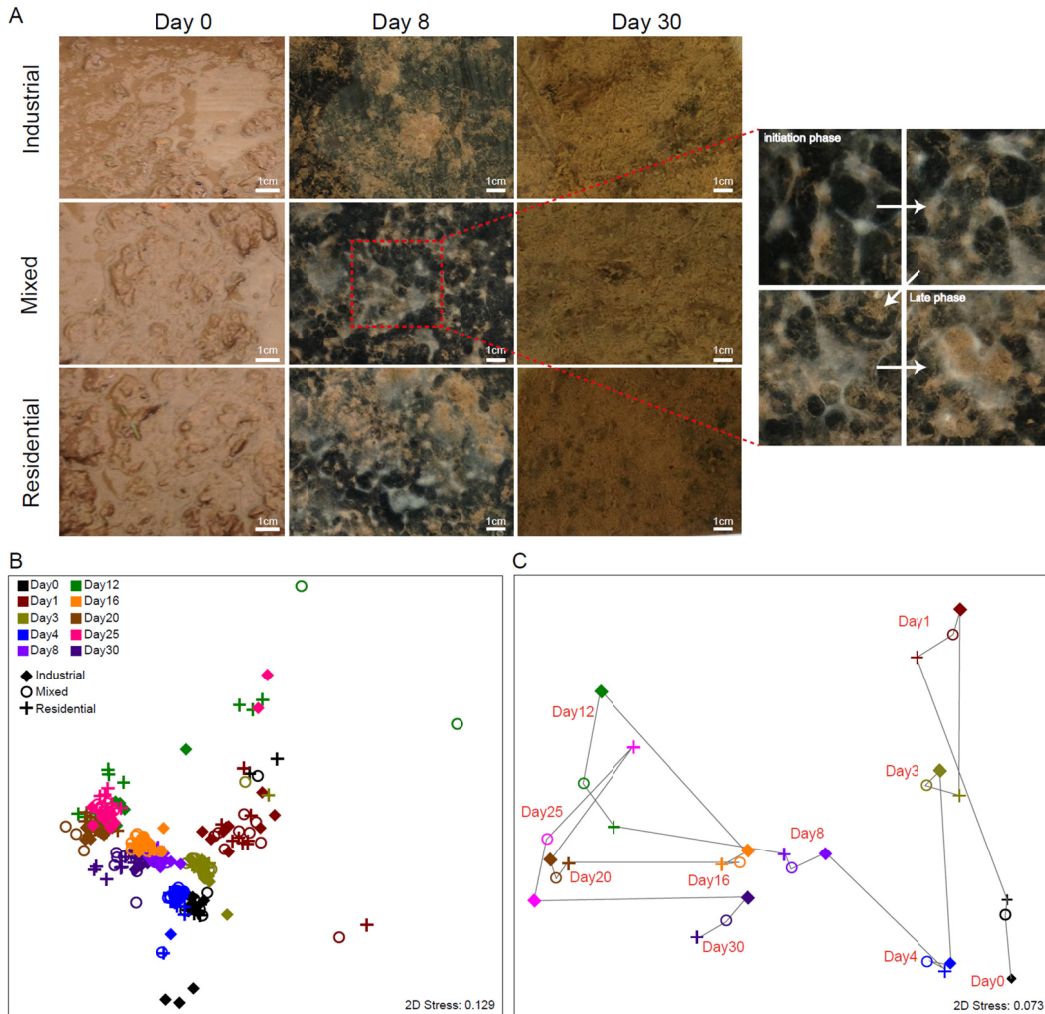 A
Day 0
Day 8
Day 30
Industrial
1cm
1cm
1cm
Mixed
1cm
1cm
1cm
Residential
1cm
1cm
1cm
initiation phase
Late phase
B
Day0
Day12
Day1
Day16
Day3
Day20
Day4
Day25
Day8
Day30
Industrial
Mixed
Residential
2D Stress: 0.129
C
Day1
Day12
Day3
Day25
Day8
Day20
Day16
Day30
Day4
Day0
2D Stress: 0.073